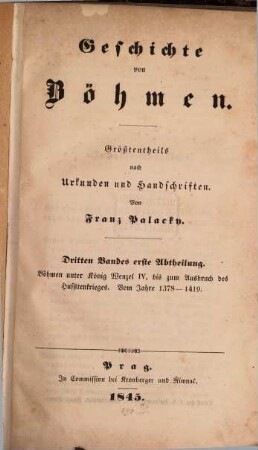 Geschichte
von
Böhmen.
Größtentheils
nach
Urkunden und Handschriften.
Von
Franz Palacky.
Dritten Bandes erste Abtheilung.
Böhmen unter König Wenzel IV. bis zum Ausbruch des
Hussitenkrieges. Vom Jahre 1378—1419.
Prag.
In Commission bei Kronberger und Riwnač.
1845.